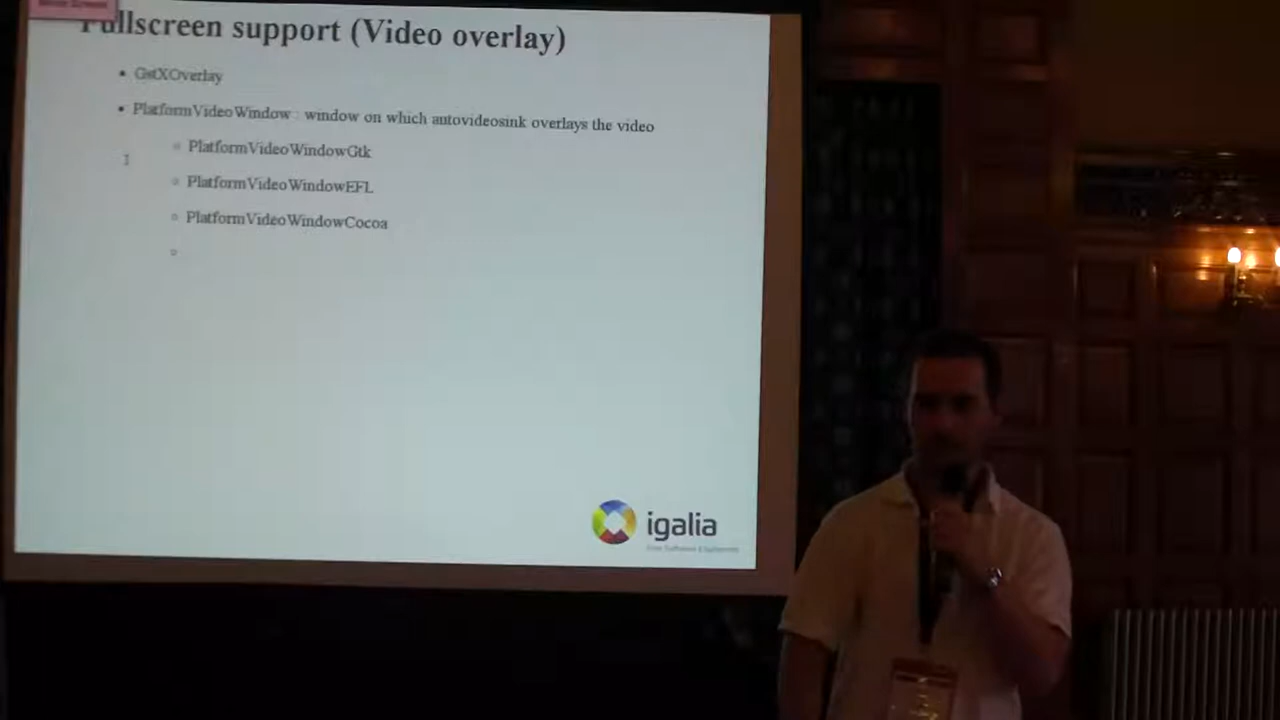 Fullscreen support (Video overlay)
GstXOverlay
PlatformVideoWindow : window on which autovideosink overlays the video
PlatformVideoWindowGtk
PlatformVideoWindowEFL
PlatformVideoWindowCocoa
igalia